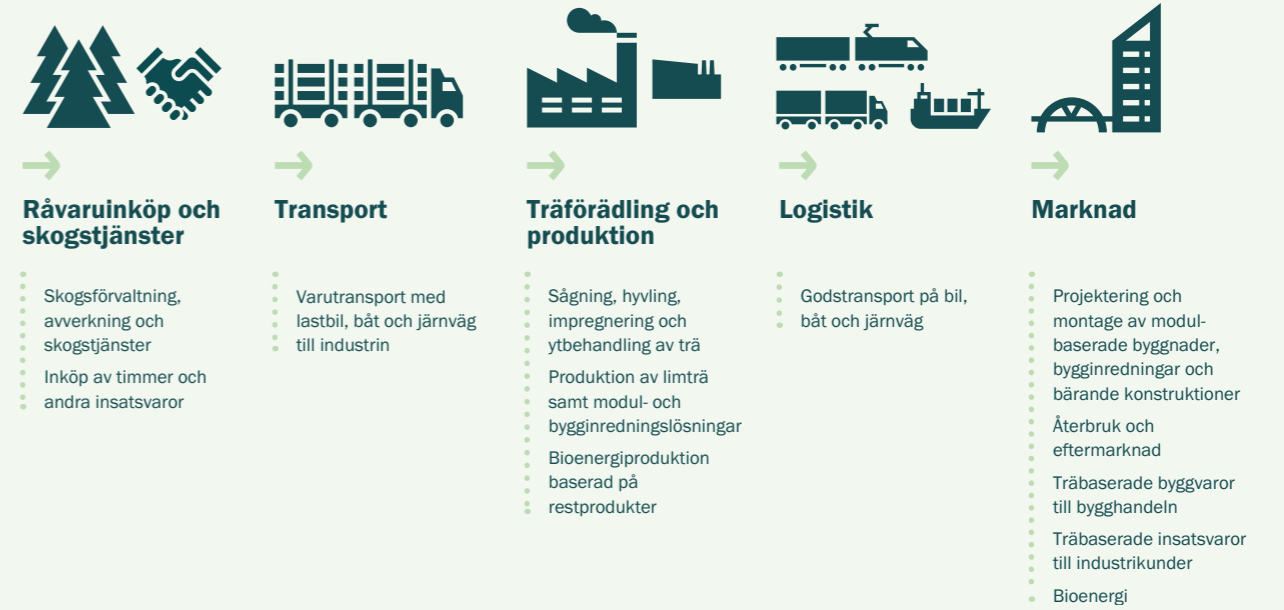 Råvaruinköp och
skogstjänster
Skogsförvaltning,
avverkning och
skogstjänster
Inköp av timmer och
andra insatsvaror
Transport
Varutransport med
lastbil, båt och järnväg
till industrin
Träförädling och
produktion
Sågning, hyvling,
impregnering och
ytbehandling av trä
Produktion av limträ
samt modul- och
bygginredningslösningar
Bioenergiproduktion
baserad på
restprodukter
Logistik
Godstransport på bil,
båt och järnväg
Marknad
Projektering och
montage av modul-
baserade byggnader,
bygginredningar och
bärande konstruktioner
Återbruk och
eftermarknad
Träbaserade byggvaror
till bygghandeln
Träbaserade insatsvaror
till industrikunder
Bioenergi